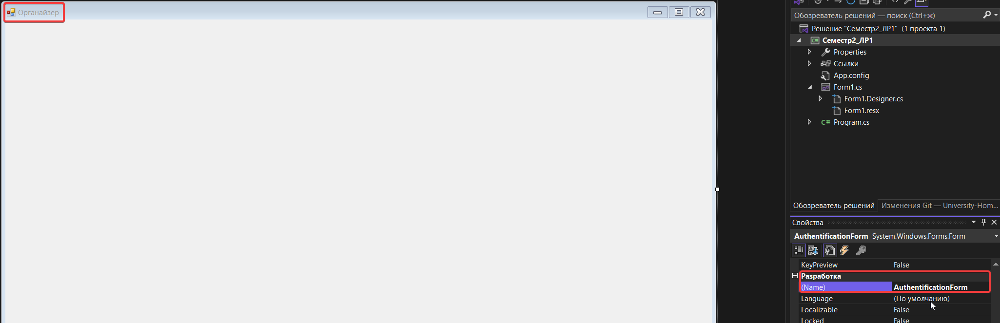 Органайзер
Обозреватель решений — поиск (Ctrl+ж)
Решение "Семестр2_ЛР1" (1 проекта 1)
Семестр2_ЛР1
Properties
Ссылки
App.config
Form1.cs
Form1.Designer.cs
Form1.resx
C# Program.cs
Обозреватель решений Изменения Git — University-Hom...
Свойства
AuthentificationForm System.Windows.Forms.Form
KeyPreview False
Разработка
(Name) AuthentificationForm
Language (По умолчанию)
Localizable False
Locked False